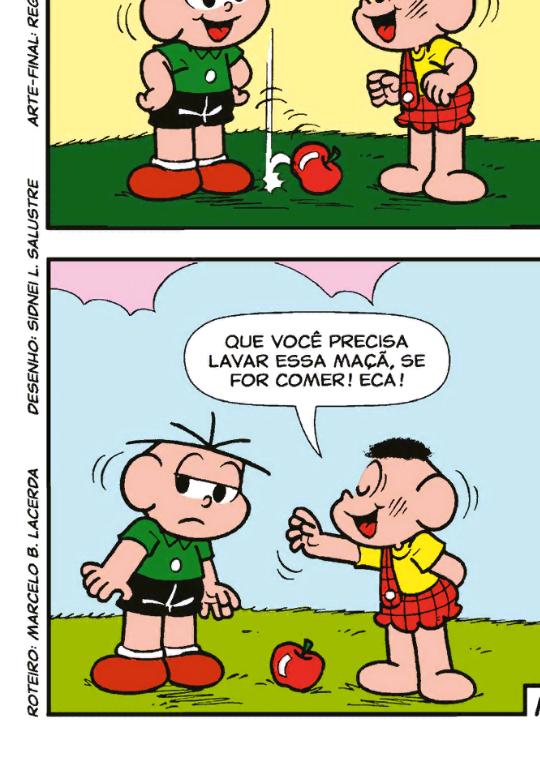 QUE VOCÊ PRECISA
LAVAR ESSA MAÇÃ, SE
FOR COMER! ECA!
ROTEIRO: MARCELO B. LACERDA
DESENHO: SIDNEI L. SALUSTRE
ARTE-FINAL: